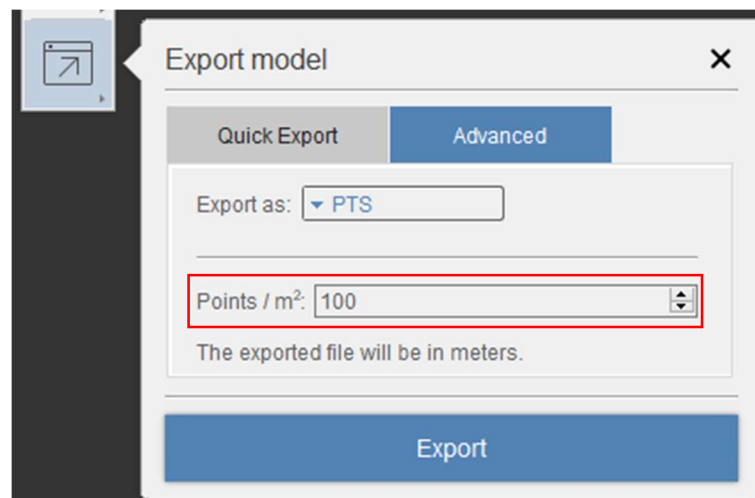 Export model
Quick Export
Advanced
Export as: PTS
Points / m²: 100
The exported file will be in meters.
Export